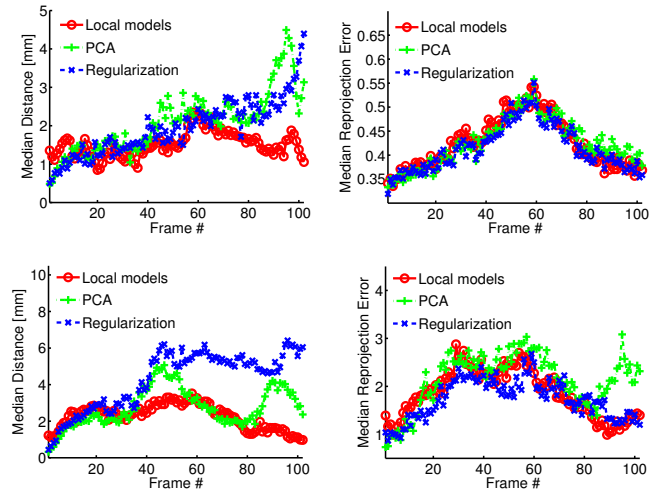 5
4
3
2
1
0
20
40
60
80
100
Median Distance [mm]
Frame #
Local models
PCA
Regularization
0.65
0.6
0.55
0.5
0.45
0.4
0.35
20
40
60
80
100
Median Reprojection Error
Frame #
Local models
PCA
Regularization
10
8
6
4
2
0
0
20
40
60
80
100
Median Distance [mm]
Frame #
Local models
PCA
Regularization
4
3
2
1
20
40
60
80
100
Median Reprojection Error
Frame #
Local models
PCA
Regularization